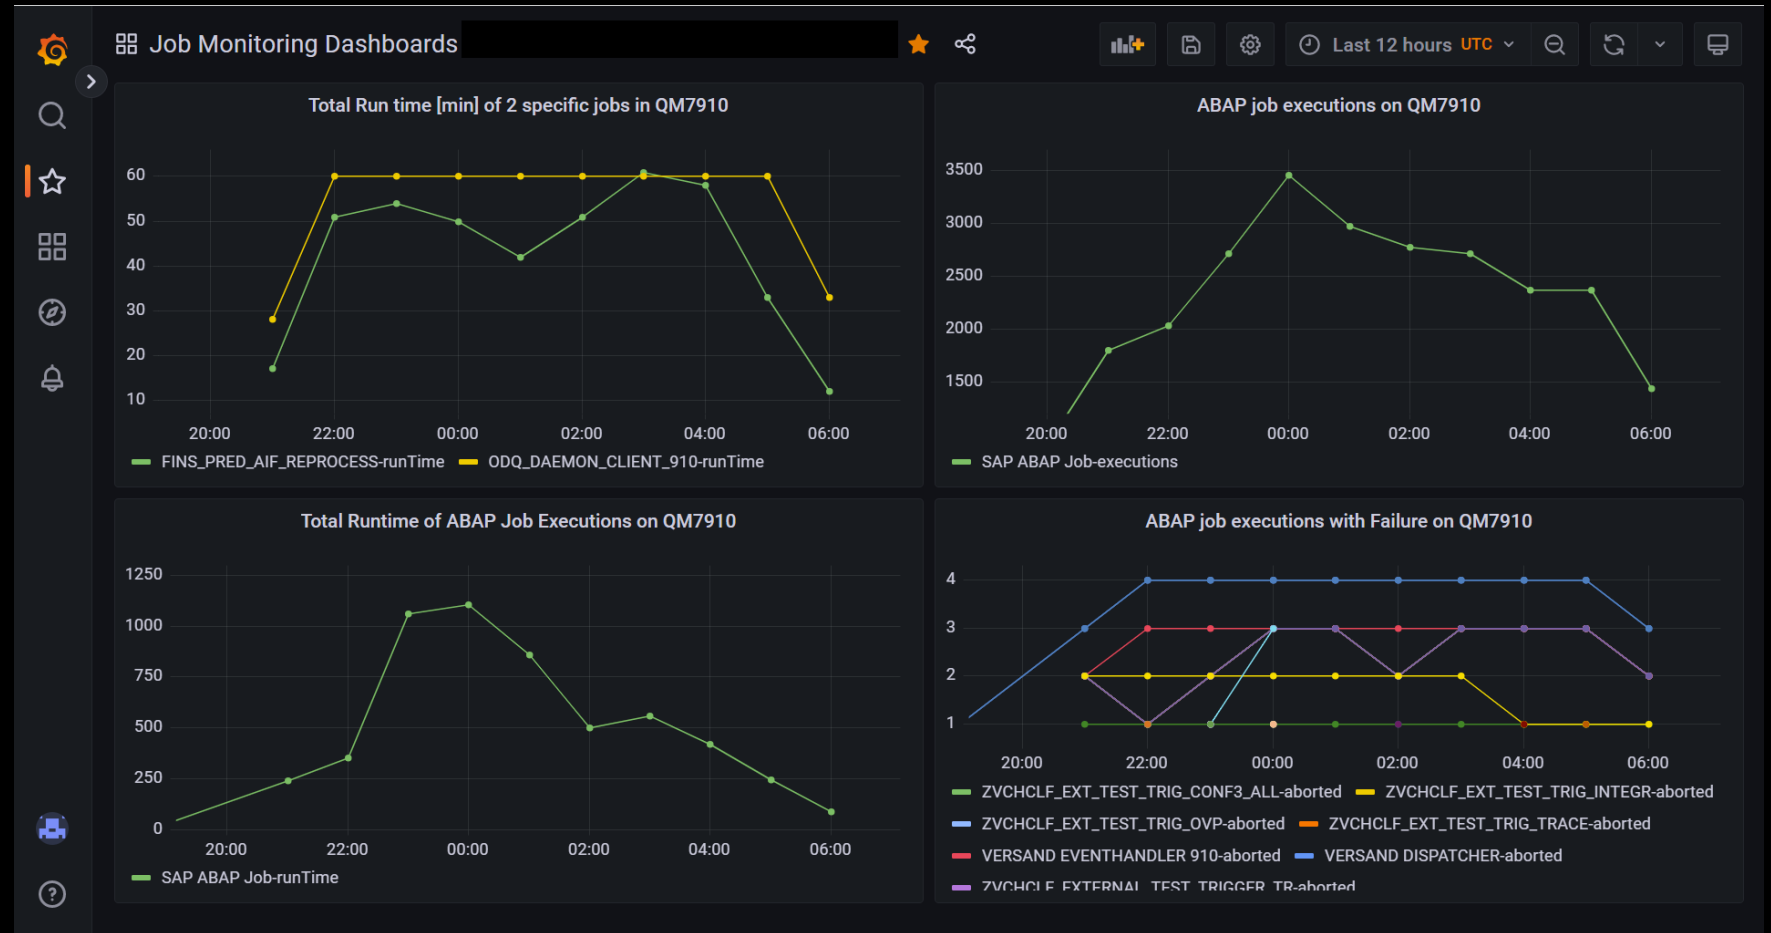 Job Monitoring Dashboards
Last 12 hours UTC
Total Run time [min] of 2 specific jobs in QM7910
60
50
40
30
20
10
20:00 22:00 00:00 02:00 04:00 06:00
FINS_PRED_AIF_REPROCESS-runTime ODQ_DAEMON_CLIENT_910-runTime
ABAP job executions on QM7910
3500
3000
2500
2000
1500
20:00 22:00 00:00 02:00 04:00 06:00
SAP ABAP Job-executions
Total Runtime of ABAP Job Executions on QM7910
1250
1000
750
500
250
0
20:00 22:00 00:00 02:00 04:00 06:00
SAP ABAP Job-runTime
ABAP job executions with Failure on QM7910
4
3
2
1
20:00 22:00 00:00 02:00 04:00 06:00
ZVCHCLF_EXT_TEST_TRIG_CONF3_ALL-aborted ZVCHCLF_EXT_TEST_TRIG_INTEGR-aborted
ZVCHCLF_EXT_TEST_TRIG_OVP-aborted ZVCHCLF_EXT_TEST_TRIG_TRACE-aborted
VERSAND EVENTHANDLER 910-aborted VERSAND DISPATCHER-aborted
ZVCHCLF_EXTERNAL_TEST_TRIGGER_TR-aborted